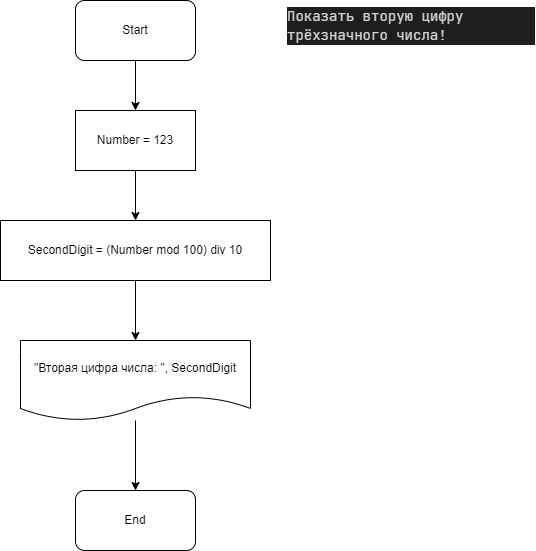 Start
Показать вторую цифру
трёхзначного числа!
Number = 123
SecondDigit = (Number mod 100) div 10
"Вторая цифра числа: ", SecondDigit
End